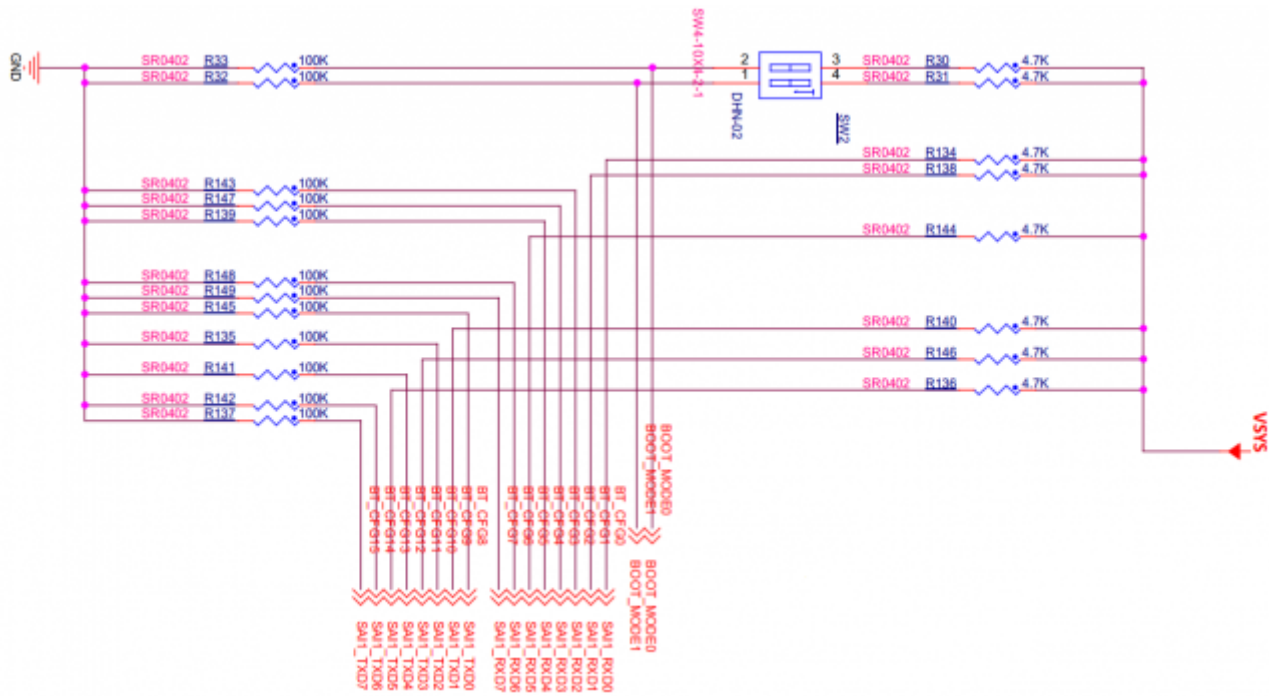 SW4-10X4-2-1
GND
SR0402 R33 100K
SR0402 R32 100K
2
1
3
4
DHN-02
SW2
SR0402 R30 4.7K
SR0402 R31 4.7K
SR0402 R134 4.7K
SR0402 R138 4.7K
SR0402 R143 100K
SR0402 R147 100K
SR0402 R139 100K
SR0402 R144 4.7K
SR0402 R148 100K
SR0402 R149 100K
SR0402 R145 100K
SR0402 R135 100K
SR0402 R141 100K
SR0402 R142 100K
SR0402 R137 100K
SR0402 R140 4.7K
SR0402 R146 4.7K
SR0402 R136 4.7K
VSYS
BOOT_MODE0
BOOT_MODE1
BT_CFG0
BT_CFG1
BT_CFG2
BT_CFG3
BT_CFG4
BT_CFG5
BT_CFG6
BT_CFG7
BT_CFG8
BT_CFG9
BT_CFG10
BT_CFG11
BT_CFG12
BT_CFG13
BT_CFG14
BT_CFG15
BOOT_MODE0
BOOT_MODE1
SAI1_RXD0
SAI1_RXD1
SAI1_RXD2
SAI1_RXD3
SAI1_RXD4
SAI1_RXD5
SAI1_RXD6
SAI1_RXD7
SAI1_TXD0
SAI1_TXD1
SAI1_TXD2
SAI1_TXD3
SAI1_TXD4
SAI1_TXD5
SAI1_TXD6
SAI1_TXD7